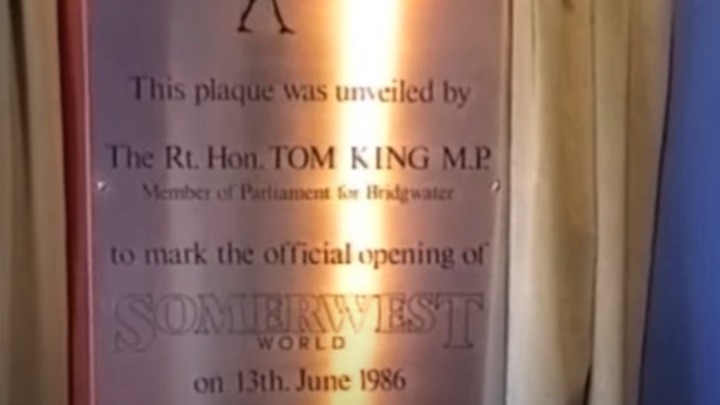 This plaque was unveiled by
The Rt. Hon. TOM KING M.P.
Member of Parliament for Bridgwater
to mark the official opening of
SOMERWEST
WORLD
on 13th. June 1986